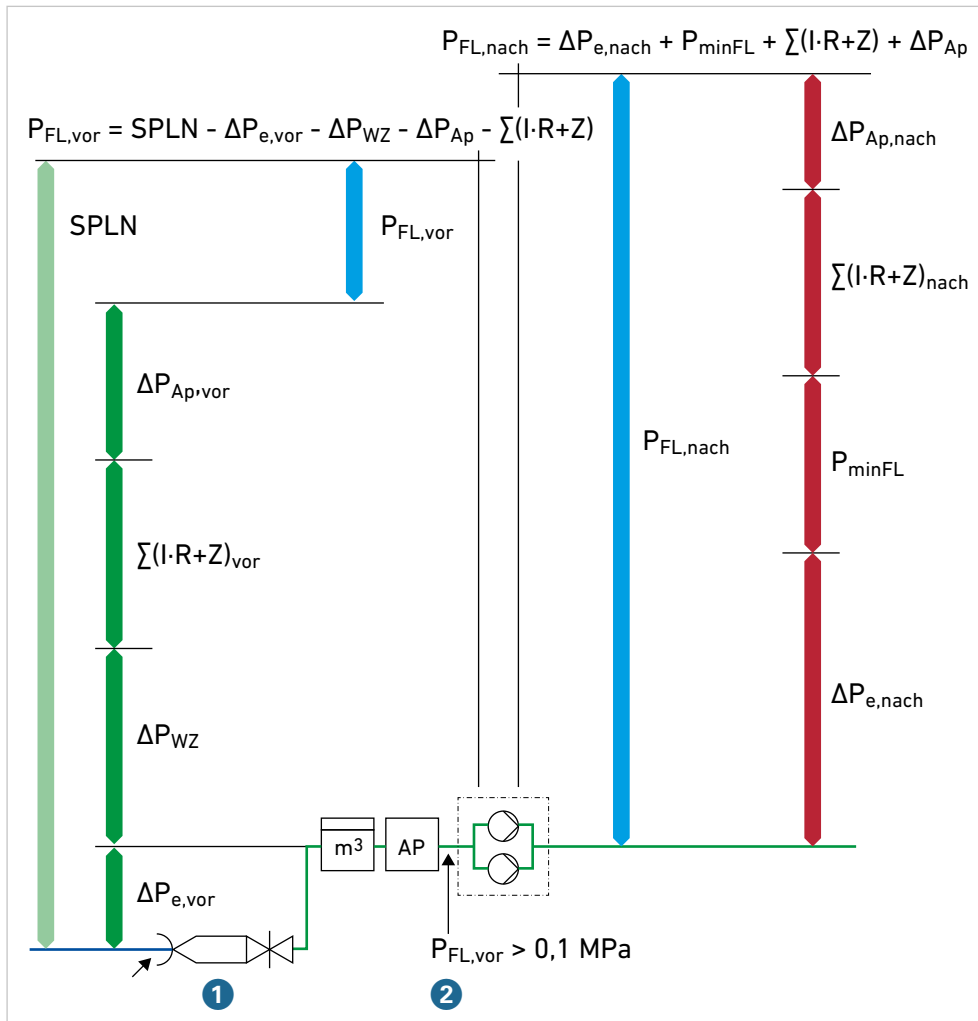 P_FL,nach = ΔP_e,nach + P_minFL + ∑(I·R+Z) + ΔP_Ap
P_FL,vor = SPLN - ΔP_e,vor - ΔP_WZ - ΔP_Ap - ∑(I·R+Z)
ΔP_Ap,nach
SPLN
P_FL,vor
∑(I·R+Z)_nach
ΔP_Ap,vor
P_FL,nach
P_minFL
∑(I·R+Z)_vor
ΔP_e,nach
ΔP_WZ
m³
AP
ΔP_e,vor
P_FL,vor > 0,1 MPa
1
2